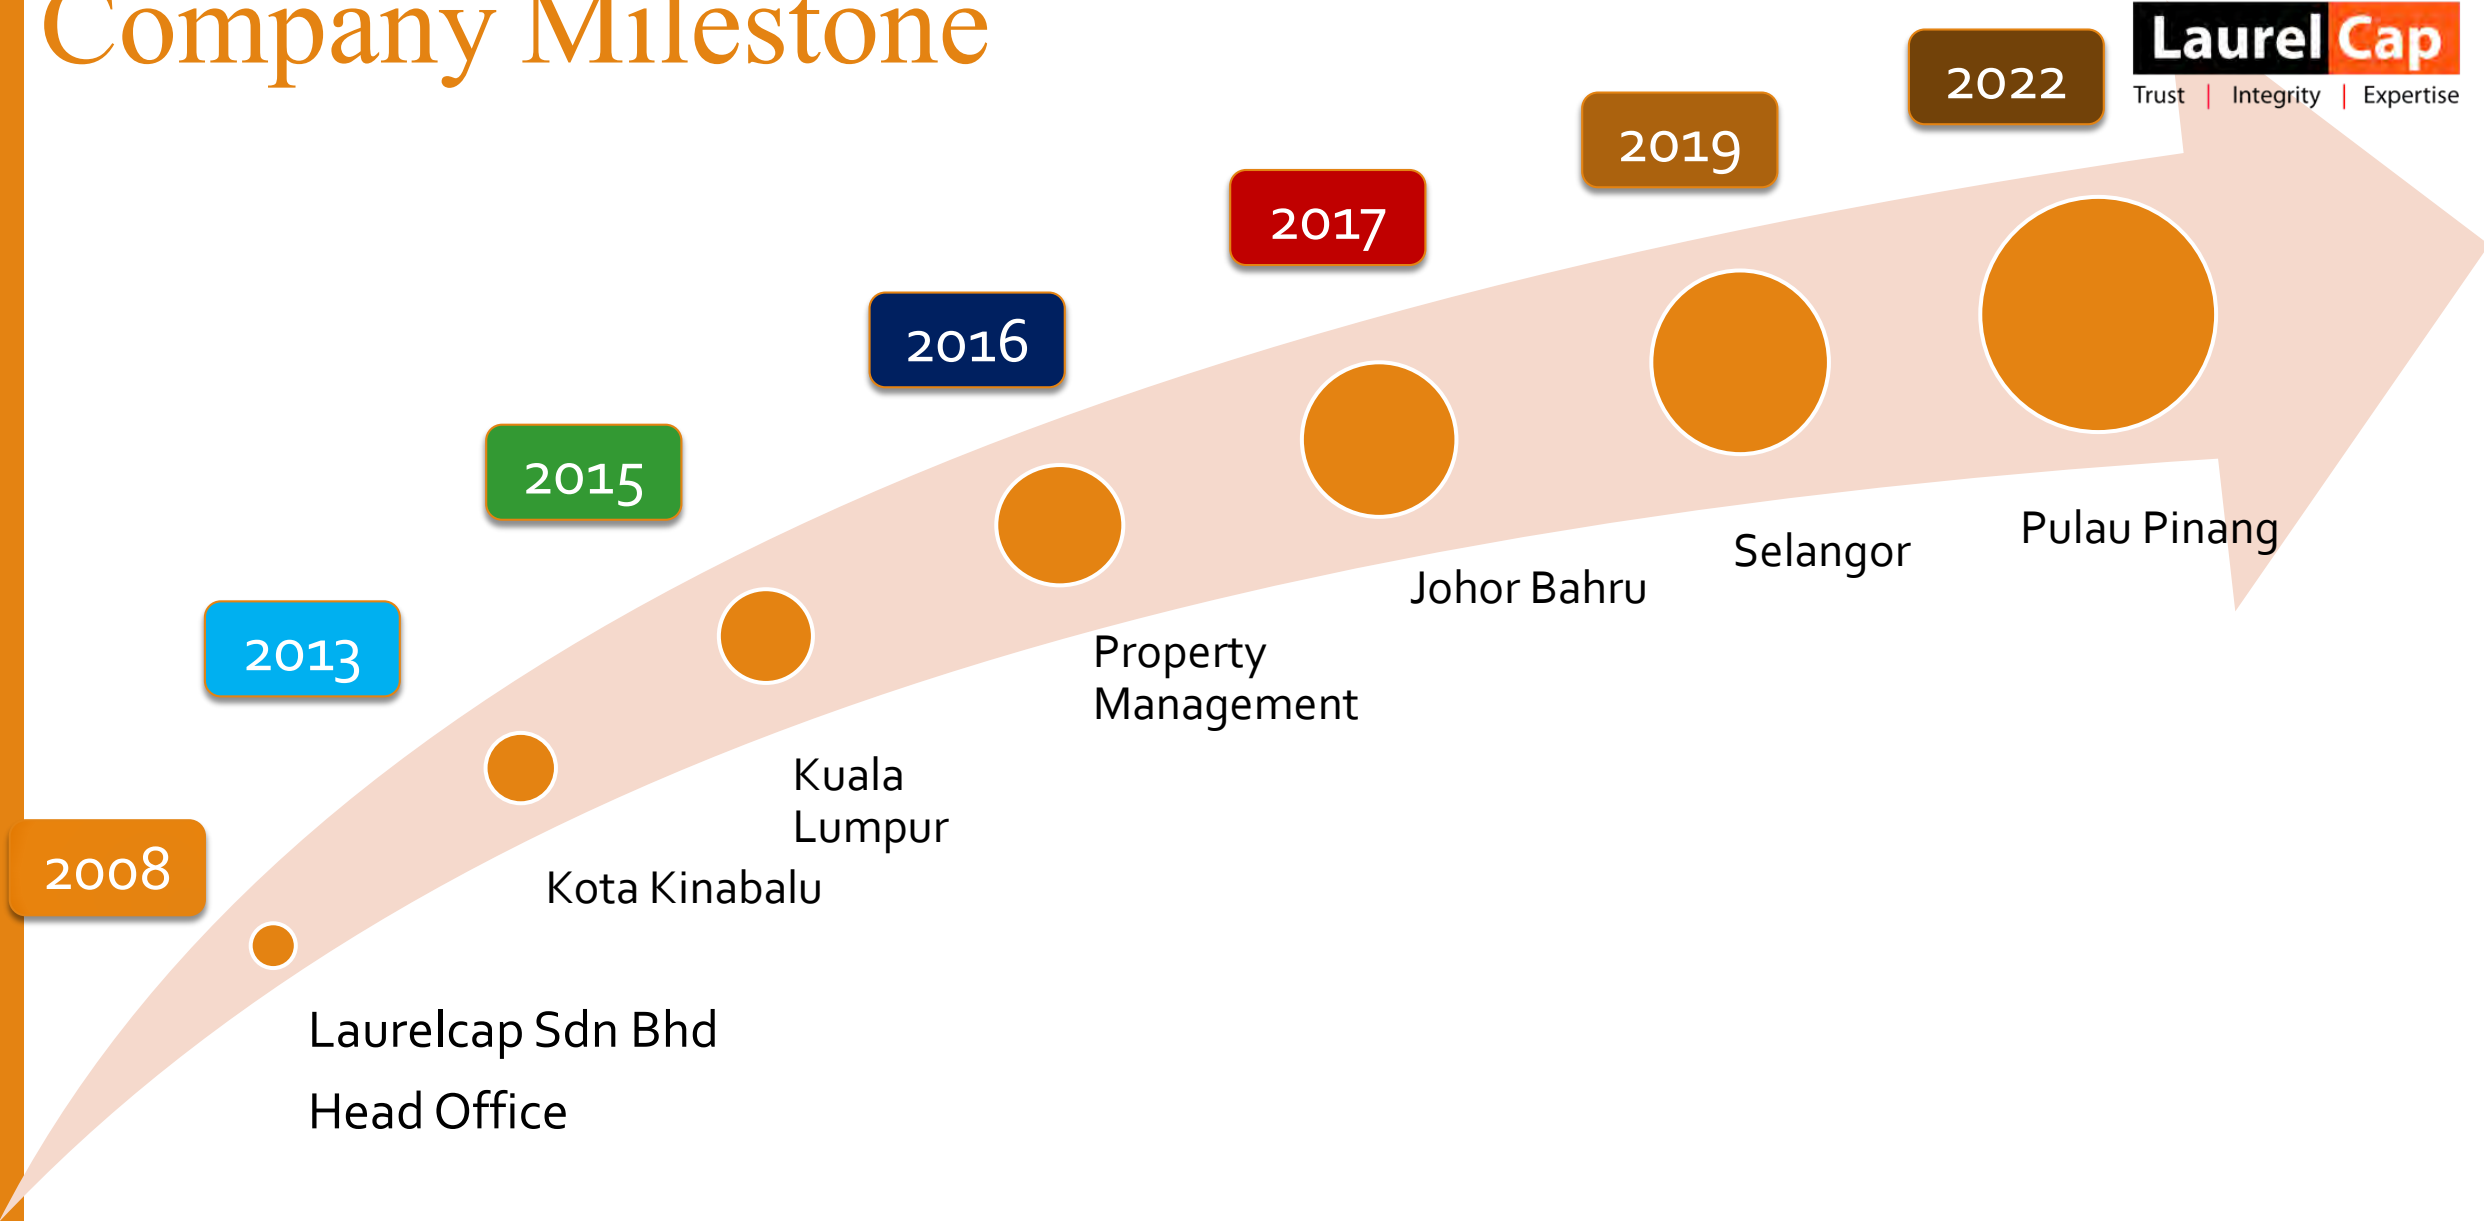 Company Milestone
Laurel Cap
Trust | Integrity | Expertise
2022
2019
2017
2016
2015
2013
2008
Pulau Pinang
Selangor
Johor Bahru
Property
Management
Kuala
Lumpur
Kota Kinabalu
Laurelcap Sdn Bhd
Head Office